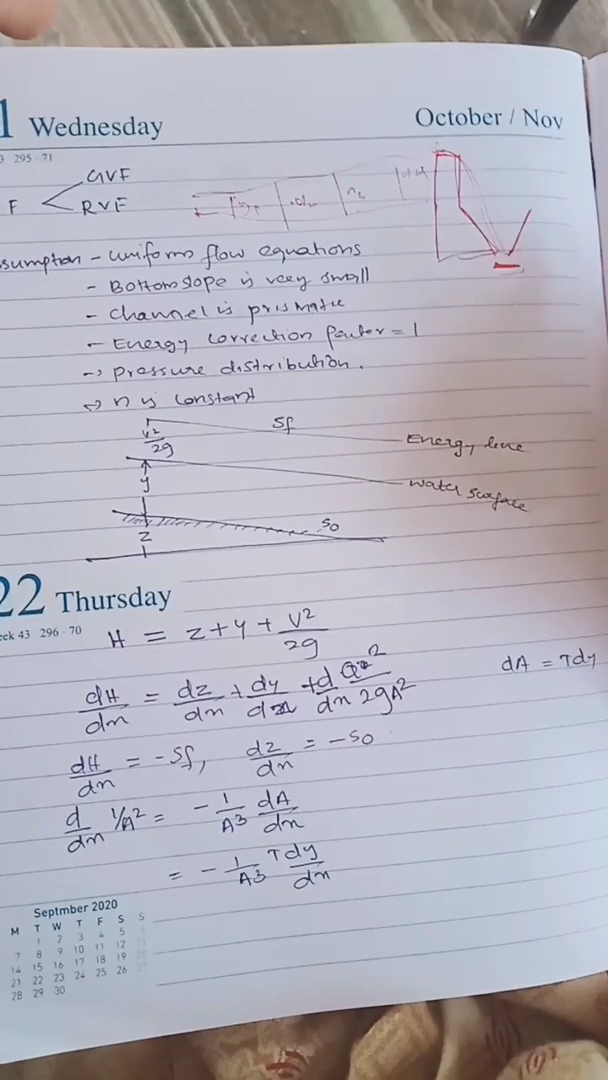 1 Wednesday
October / Nov
295 - 71
GVF
F
RVF
sumption - uniform flow equations
- Bottom slope is very small
- channel is prismatic
- Energy correction factor = 1
-> pressure distribution.
-> n is constant
V²/2g
Sf
Energy line
y
water surface
So
Z
22 Thursday
eek 43 296 - 70
H = z + y + V²/2g
dH/dx = dz/dx + dy/dx + d/dx Q²/2gA²
dA = Tdy
dH/dx = -Sf, dz/dx = -So
d/dx 1/A² = - 1/A3 dA/dx
= - 1/A3 Tdy/dx
Septmber 2020
M T W T F S S
1 2 3 4 5
7 8 9 10 11 12
14 15 16 17 18 19
21 22 23 24 25 26
28 29 30